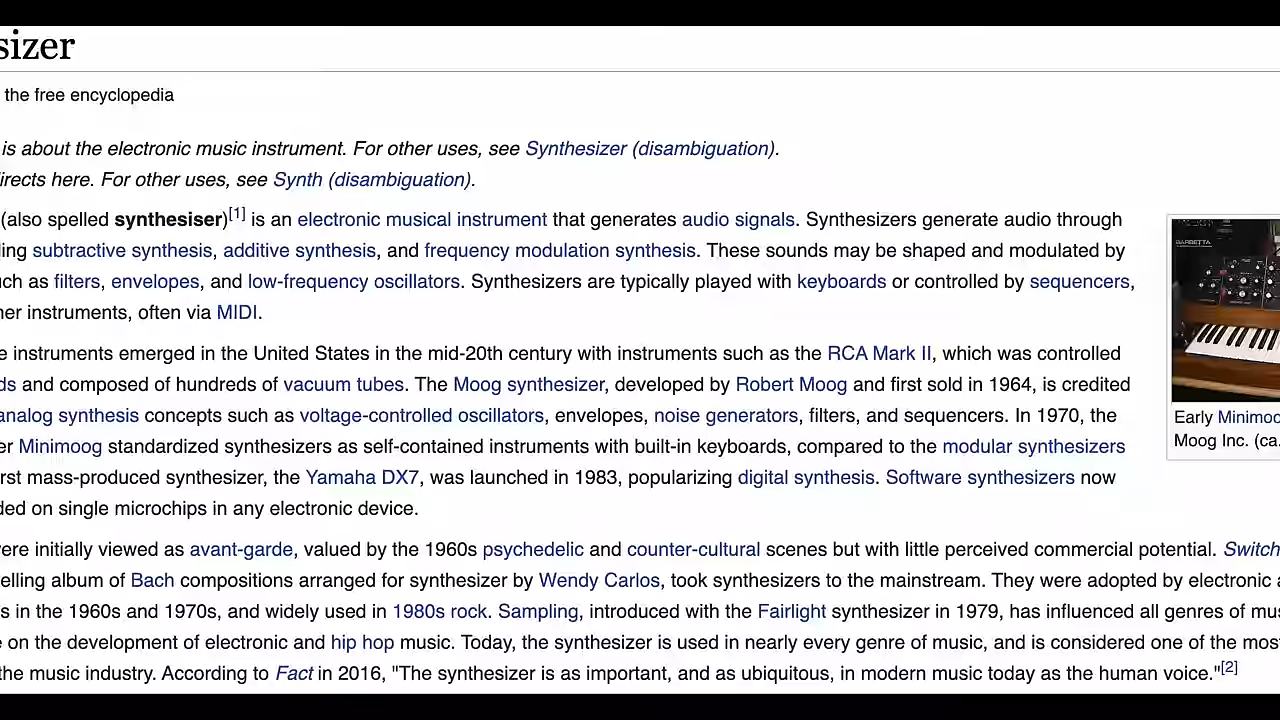 sizer
the free encyclopedia
is about the electronic music instrument. For other uses, see Synthesizer (disambiguation).
irects here. For other uses, see Synth (disambiguation).
(also spelled synthesiser)[1] is an electronic musical instrument that generates audio signals. Synthesizers generate audio through
ling subtractive synthesis, additive synthesis, and frequency modulation synthesis. These sounds may be shaped and modulated by
uch as filters, envelopes, and low-frequency oscillators. Synthesizers are typically played with keyboards or controlled by sequencers,
her instruments, often via MIDI.
BARBETTA
e instruments emerged in the United States in the mid-20th century with instruments such as the RCA Mark II, which was controlled
ds and composed of hundreds of vacuum tubes. The Moog synthesizer, developed by Robert Moog and first sold in 1964, is credited
analog synthesis concepts such as voltage-controlled oscillators, envelopes, noise generators, filters, and sequencers. In 1970, the
er Minimoog standardized synthesizers as self-contained instruments with built-in keyboards, compared to the modular synthesizers
rst mass-produced synthesizer, the Yamaha DX7, was launched in 1983, popularizing digital synthesis. Software synthesizers now
ded on single microchips in any electronic device.
Early Minimoo
Moog Inc. (ca.
ere initially viewed as avant-garde, valued by the 1960s psychedelic and counter-cultural scenes but with little perceived commercial potential. Switch
elling album of Bach compositions arranged for synthesizer by Wendy Carlos, took synthesizers to the mainstream. They were adopted by electronic a
s in the 1960s and 1970s, and widely used in 1980s rock. Sampling, introduced with the Fairlight synthesizer in 1979, has influenced all genres of mus
e on the development of electronic and hip hop music. Today, the synthesizer is used in nearly every genre of music, and is considered one of the most
the music industry. According to Fact in 2016, "The synthesizer is as important, and as ubiquitous, in modern music today as the human voice."[2]